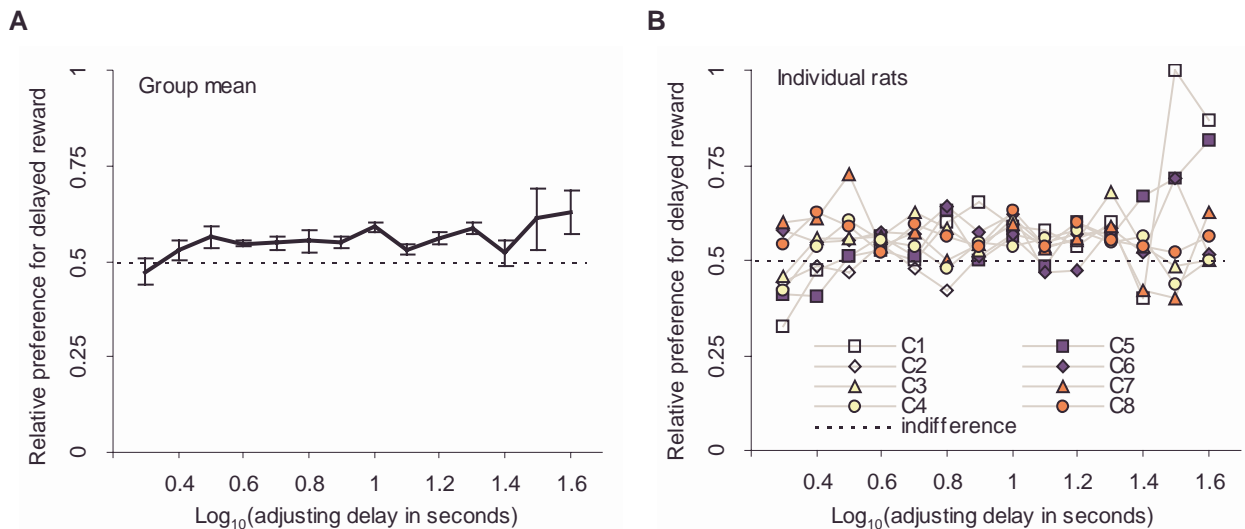 A
Group mean
Relative preference for delayed reward
0 0.25 0.5 0.75 1
0.4 0.6 0.8 1 1.2 1.4 1.6
Log10(adjusting delay in seconds)
B
Individual rats
Relative preference for delayed reward
0 0.25 0.5 0.75 1
C1 C5
C2 C6
C3 C7
C4 C8
indifference
0.4 0.6 0.8 1 1.2 1.4 1.6
Log10(adjusting delay in seconds)